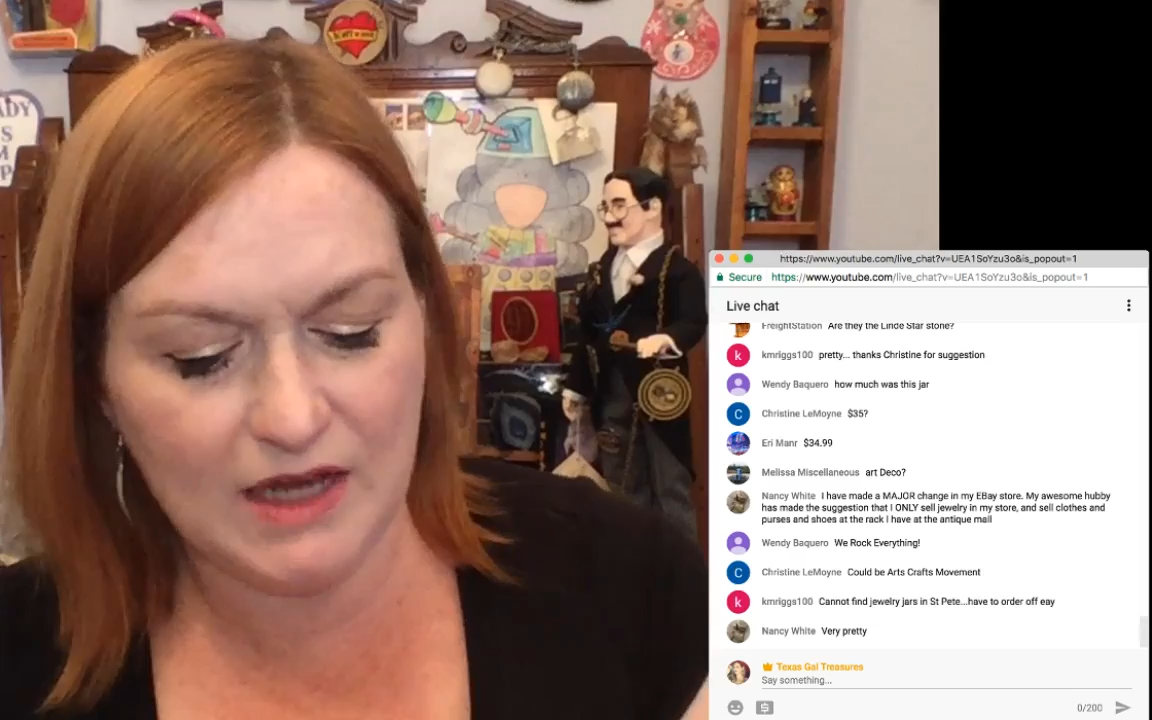 ADY
S
M
P
https://www.youtube.com/live_chat?v=UEA1SoYzu3o&is_popout=1
Secure https://www.youtube.com/live_chat?v=UEA1SoYzu3o&is_popout=1
Live chat
FreightStation Are they the Linde Star stone?
k kmriggs100 pretty... thanks Christine for suggestion
Wendy Baquero how much was this jar
C Christine LeMoyne $35?
Eri Manr $34.99
Melissa Miscellaneous art Deco?
Nancy White I have made a MAJOR change in my EBay store. My awesome hubby
has made the suggestion that I ONLY sell jewelry in my store, and sell clothes and
purses and shoes at the rack I have at the antique mall
Wendy Baquero We Rock Everything!
C Christine LeMoyne Could be Arts Crafts Movement
k kmriggs100 Cannot find jewelry jars in St Pete...have to order off eay
Nancy White Very pretty
Texas Gal Treasures
Say something...
0/200